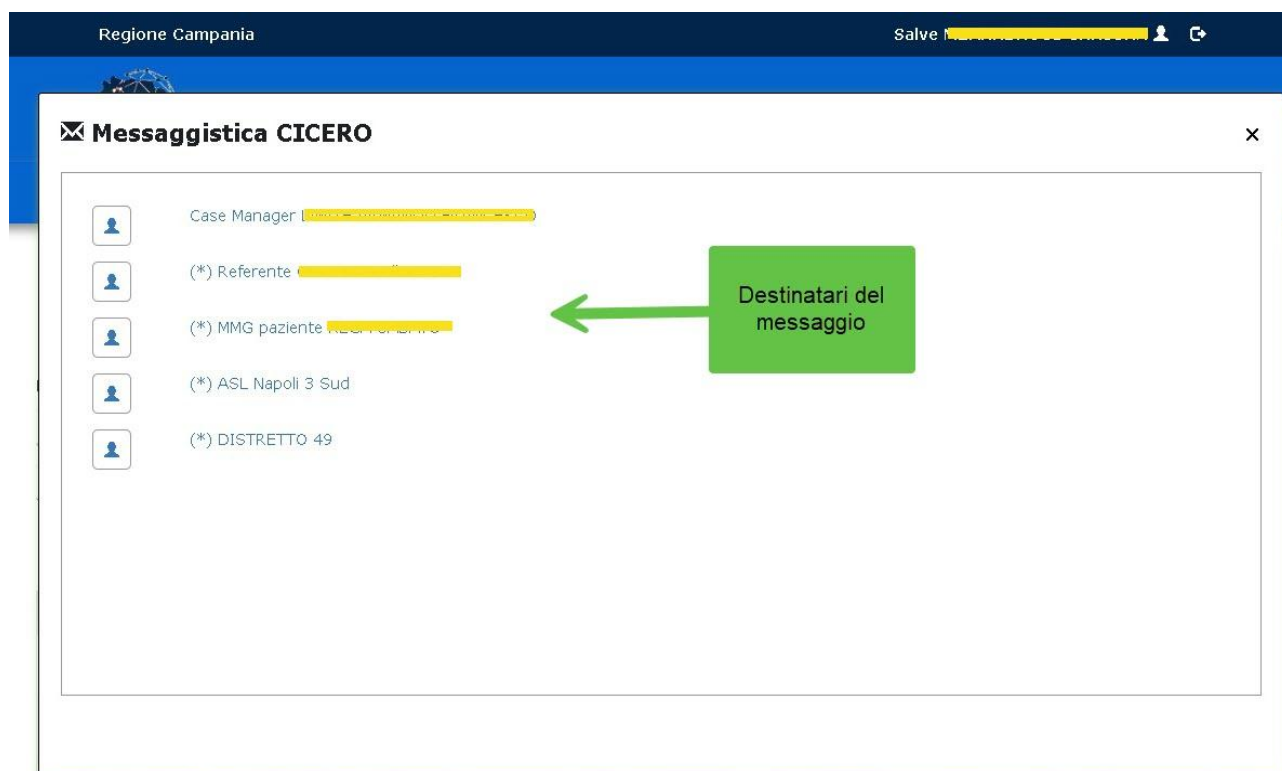 Regione Campania
Salve
Messaggistica CICERO
×
Case Manager
(*) Referente
(*) MMG paziente
(*) ASL Napoli 3 Sud
(*) DISTRETTO 49
Destinatari del
messaggio